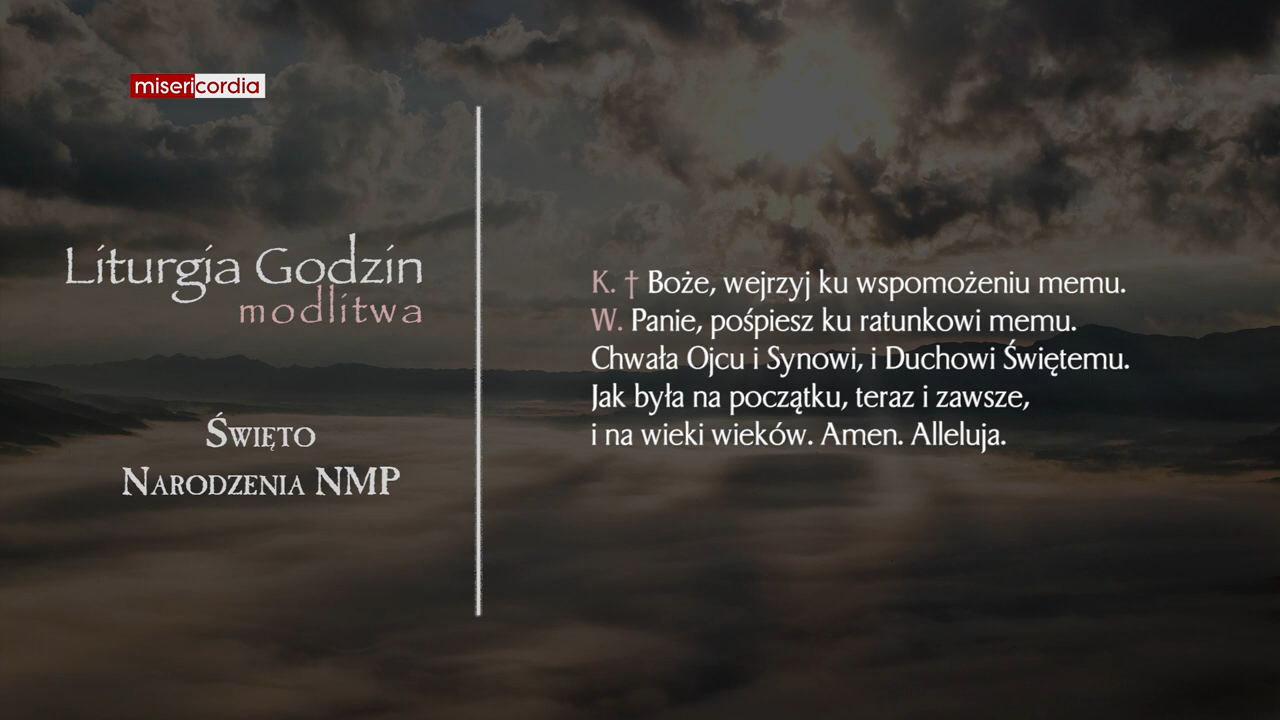 misericordia
Liturgia Godzin
modlitwa
Święto
Narodzenia NMP
K. † Boże, wejrzyj ku wspomożeniu memu.
W. Panie, pośpiesz ku ratunkowi memu.
Chwała Ojcu i Synowi, i Duchowi Świętemu.
Jak była na początku, teraz i zawsze,
i na wieki wieków. Amen. Alleluja.